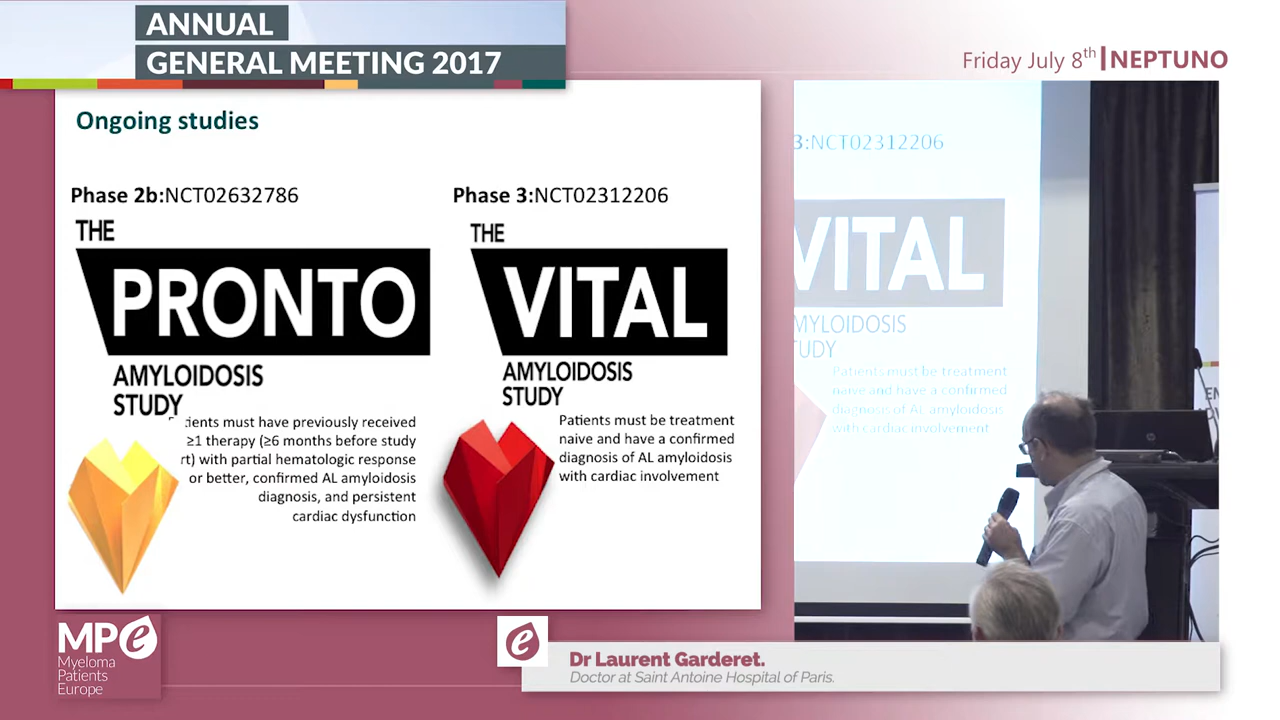 ANNUAL
GENERAL MEETING 2017
Friday July 8th | NEPTUNO
Ongoing studies
Phase 2b:NCT02632786
THE
PRONTO
AMYLOIDOSIS
STUDY
tients must have previously received
≥1 therapy (≥6 months before study
rt) with partial hematologic response
or better, confirmed AL amyloidosis
diagnosis, and persistent
cardiac dysfunction
Phase 3:NCT02312206
THE
VITAL
AMYLOIDOSIS
STUDY
Patients must be treatment
naive and have a confirmed
diagnosis of AL amyloidosis
with cardiac involvement
3:NCT02312206
VITAL
MYLOIDOSIS
TUDY
Patients must be treatment
naive and have a confirmed
diagnosis of AL amyloidosis
with cardiac involvement
MPe
Myeloma
Patients
Europe
e
Dr Laurent Garderet.
Doctor at Saint Antoine Hospital of Paris.